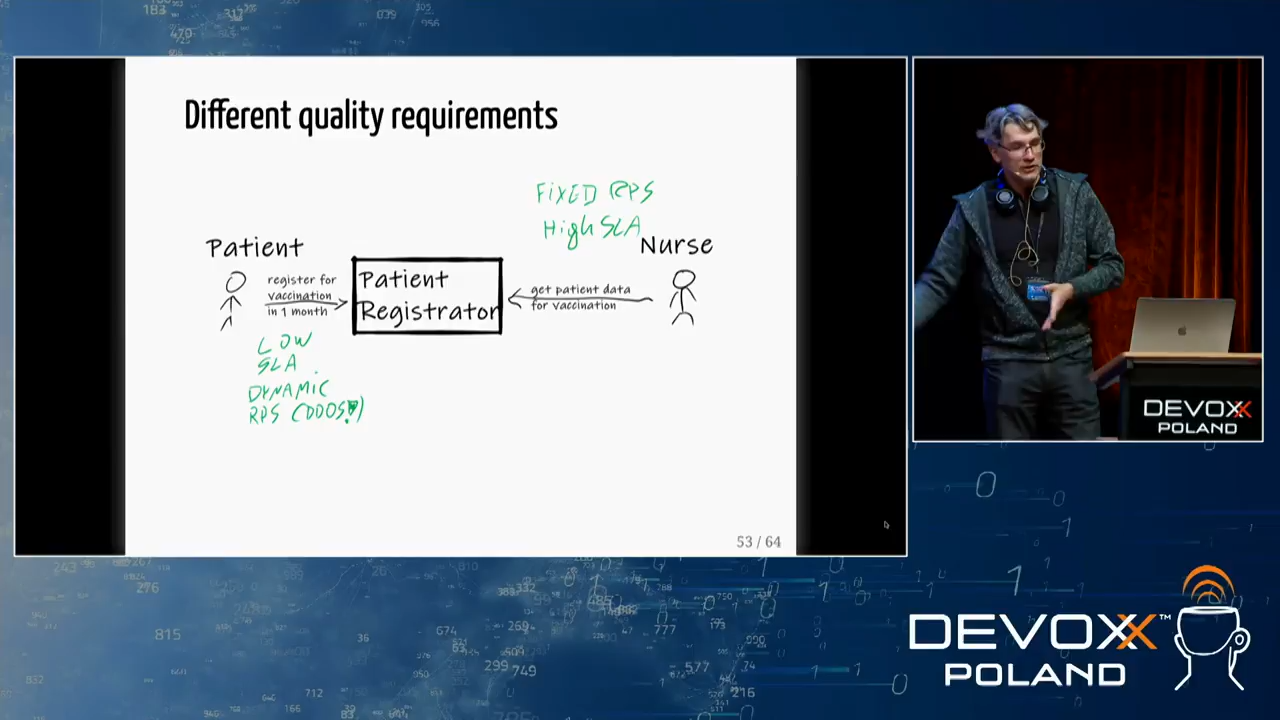 Different quality requirements
FIXED RPS
High SLA
Patient
Nurse
register for
vaccination
in 1 month
Patient
Registrator
get patient data
for vaccination
LOW
SLA
DYNAMIC
RPS (DDOS?)
53 / 64
DEVOXX
POLAND
DEVOXX™
POLAND